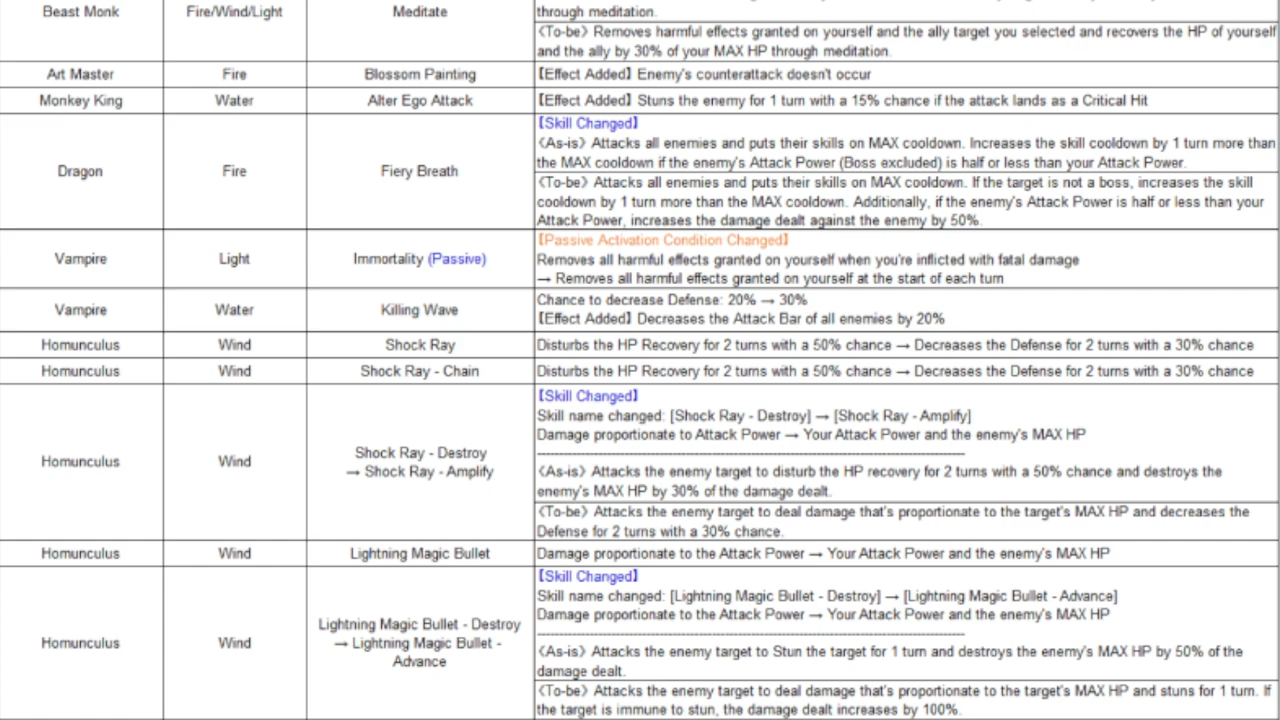 Beast Monk
Fire/Wind/Light
Meditate
through meditation.
《To-be》 Removes harmful effects granted on yourself and the ally target you selected and recovers the HP of yourself
and the ally by 30% of your MAX HP through meditation.
Art Master
Fire
Blossom Painting
【Effect Added】 Enemy's counterattack doesn't occur
Monkey King
Water
Alter Ego Attack
【Effect Added】 Stuns the enemy for 1 turn with a 15% chance if the attack lands as a Critical Hit
Dragon
Fire
Fiery Breath
【Skill Changed】
《As-is》 Attacks all enemies and puts their skills on MAX cooldown. Increases the skill cooldown by 1 turn more than
the MAX cooldown if the enemy's Attack Power (Boss excluded) is half or less than your Attack Power.
《To-be》 Attacks all enemies and puts their skills on MAX cooldown. If the target is not a boss, increases the skill
cooldown by 1 turn more than the MAX cooldown. Additionally, if the enemy's Attack Power is half or less than your
Attack Power, increases the damage dealt against the enemy by 50%.
Vampire
Light
Immortality (Passive)
【Passive Activation Condition Changed】
Removes all harmful effects granted on yourself when you're inflicted with fatal damage
→ Removes all harmful effects granted on yourself at the start of each turn
Vampire
Water
Killing Wave
Chance to decrease Defense: 20% → 30%
【Effect Added】 Decreases the Attack Bar of all enemies by 20%
Homunculus
Wind
Shock Ray
Disturbs the HP Recovery for 2 turns with a 50% chance → Decreases the Defense for 2 turns with a 30% chance
Homunculus
Wind
Shock Ray - Chain
Disturbs the HP Recovery for 2 turns with a 50% chance → Decreases the Defense for 2 turns with a 30% chance
Homunculus
Wind
Shock Ray - Destroy
→ Shock Ray - Amplify
【Skill Changed】
Skill name changed: [Shock Ray - Destroy] → [Shock Ray - Amplify]
Damage proportionate to Attack Power → Your Attack Power and the enemy's MAX HP
《As-is》 Attacks the enemy target to disturb the HP recovery for 2 turns with a 50% chance and destroys the
enemy's MAX HP by 30% of the damage dealt.
《To-be》 Attacks the enemy target to deal damage that's proportionate to the target's MAX HP and decreases the
Defense for 2 turns with a 30% chance.
Homunculus
Wind
Lightning Magic Bullet
Damage proportionate to the Attack Power → Your Attack Power and the enemy's MAX HP
Homunculus
Wind
Lightning Magic Bullet - Destroy
→ Lightning Magic Bullet -
Advance
【Skill Changed】
Skill name changed: [Lightning Magic Bullet - Destroy] → [Lightning Magic Bullet - Advance]
Damage proportionate to the Attack Power → Your Attack Power and the enemy's MAX HP
《As-is》 Attacks the enemy target to Stun the target for 1 turn and destroys the enemy's MAX HP by 50% of the
damage dealt.
《To-be》 Attacks the enemy target to deal damage that's proportionate to the target's MAX HP and stuns for 1 turn. If
the target is immune to stun, the damage dealt increases by 100%.